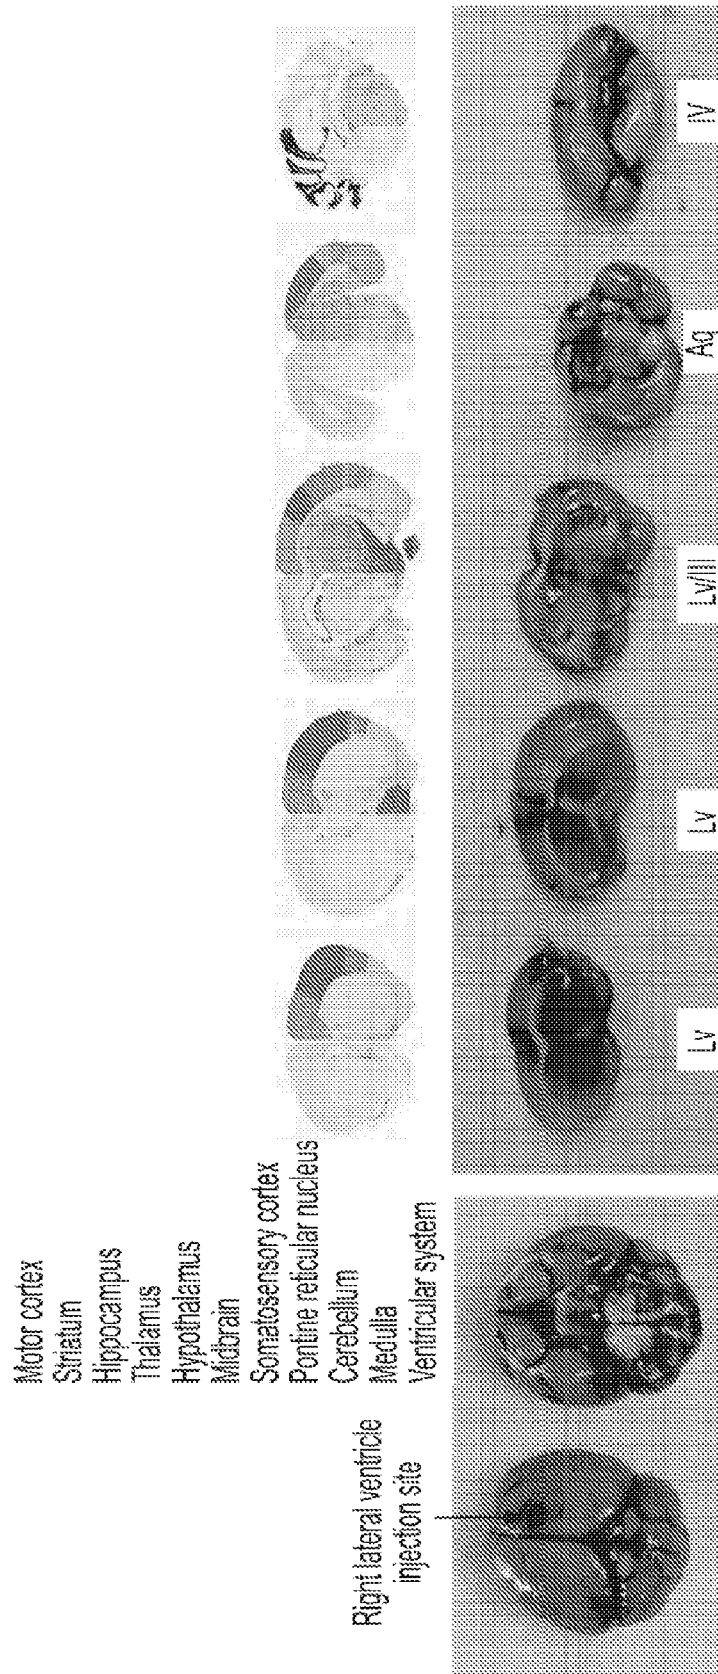 Motor cortex
Striatum
Hippocampus
Thalamus
Hypothalamus
Midbrain
Somatosensory cortex
Pontine reticular nucleus
Cerebellum
Medulla
Ventricular system
Right lateral ventricle
injection site
Lv
Lv
Lv/III
Aq
IV